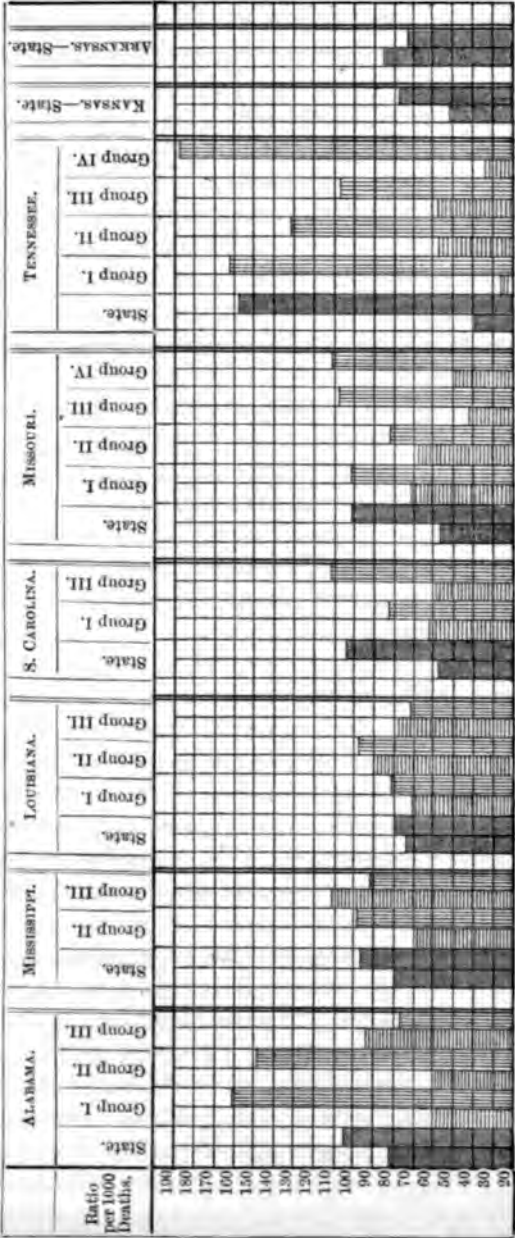 Ratio
per 1000
Deaths.
190
180
170
160
150
140
130
120
110
100
90
80
70
60
50
40
30
20
ALABAMA.
State.
Group I.
Group II.
Group III.
MISSISSIPPI.
State.
Group II.
Group III.
LOUISIANA.
State.
Group I.
Group II.
Group III.
S. CAROLINA.
State.
Group I.
Group III.
MISSOURI.
State.
Group I.
Group II.
Group III.
Group IV.
TENNESSEE.
State.
Group I.
Group II.
Group III.
Group IV.
KANSAS.—State.
ARKANSAS.—State.